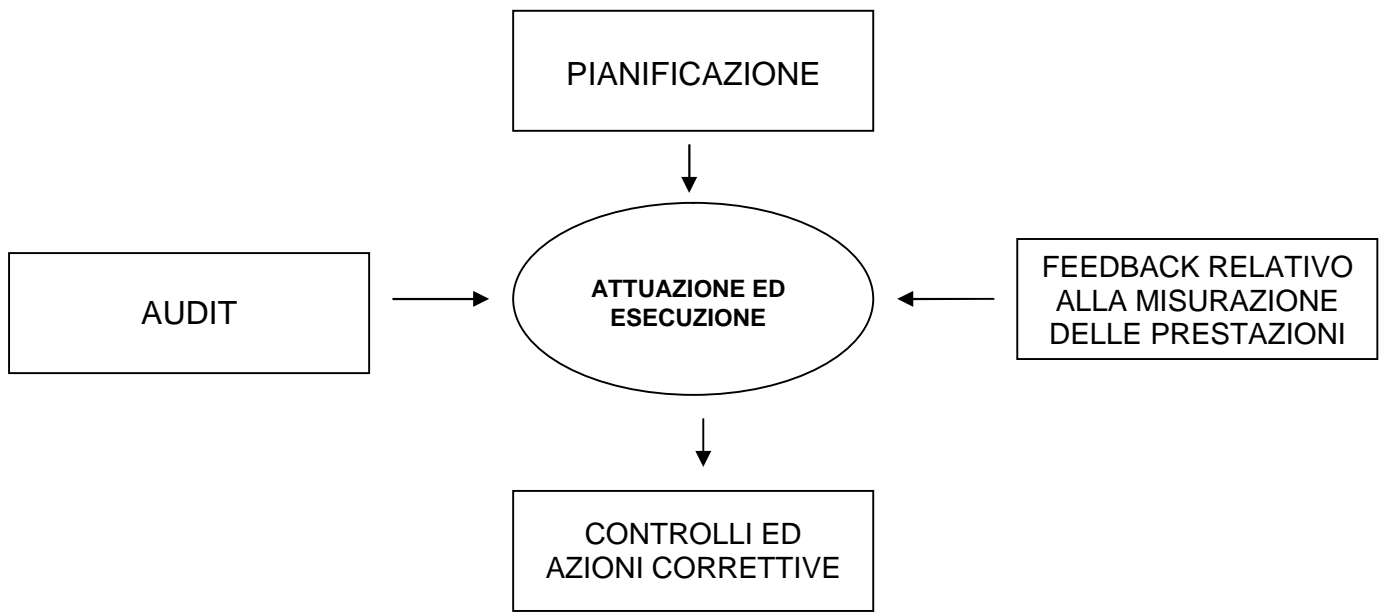 PIANIFICAZIONE
AUDIT
ATTUAZIONE ED
ESECUZIONE
FEEDBACK RELATIVO
ALLA MISURAZIONE
DELLE PRESTAZIONI
CONTROLLI ED
AZIONI CORRETTIVE